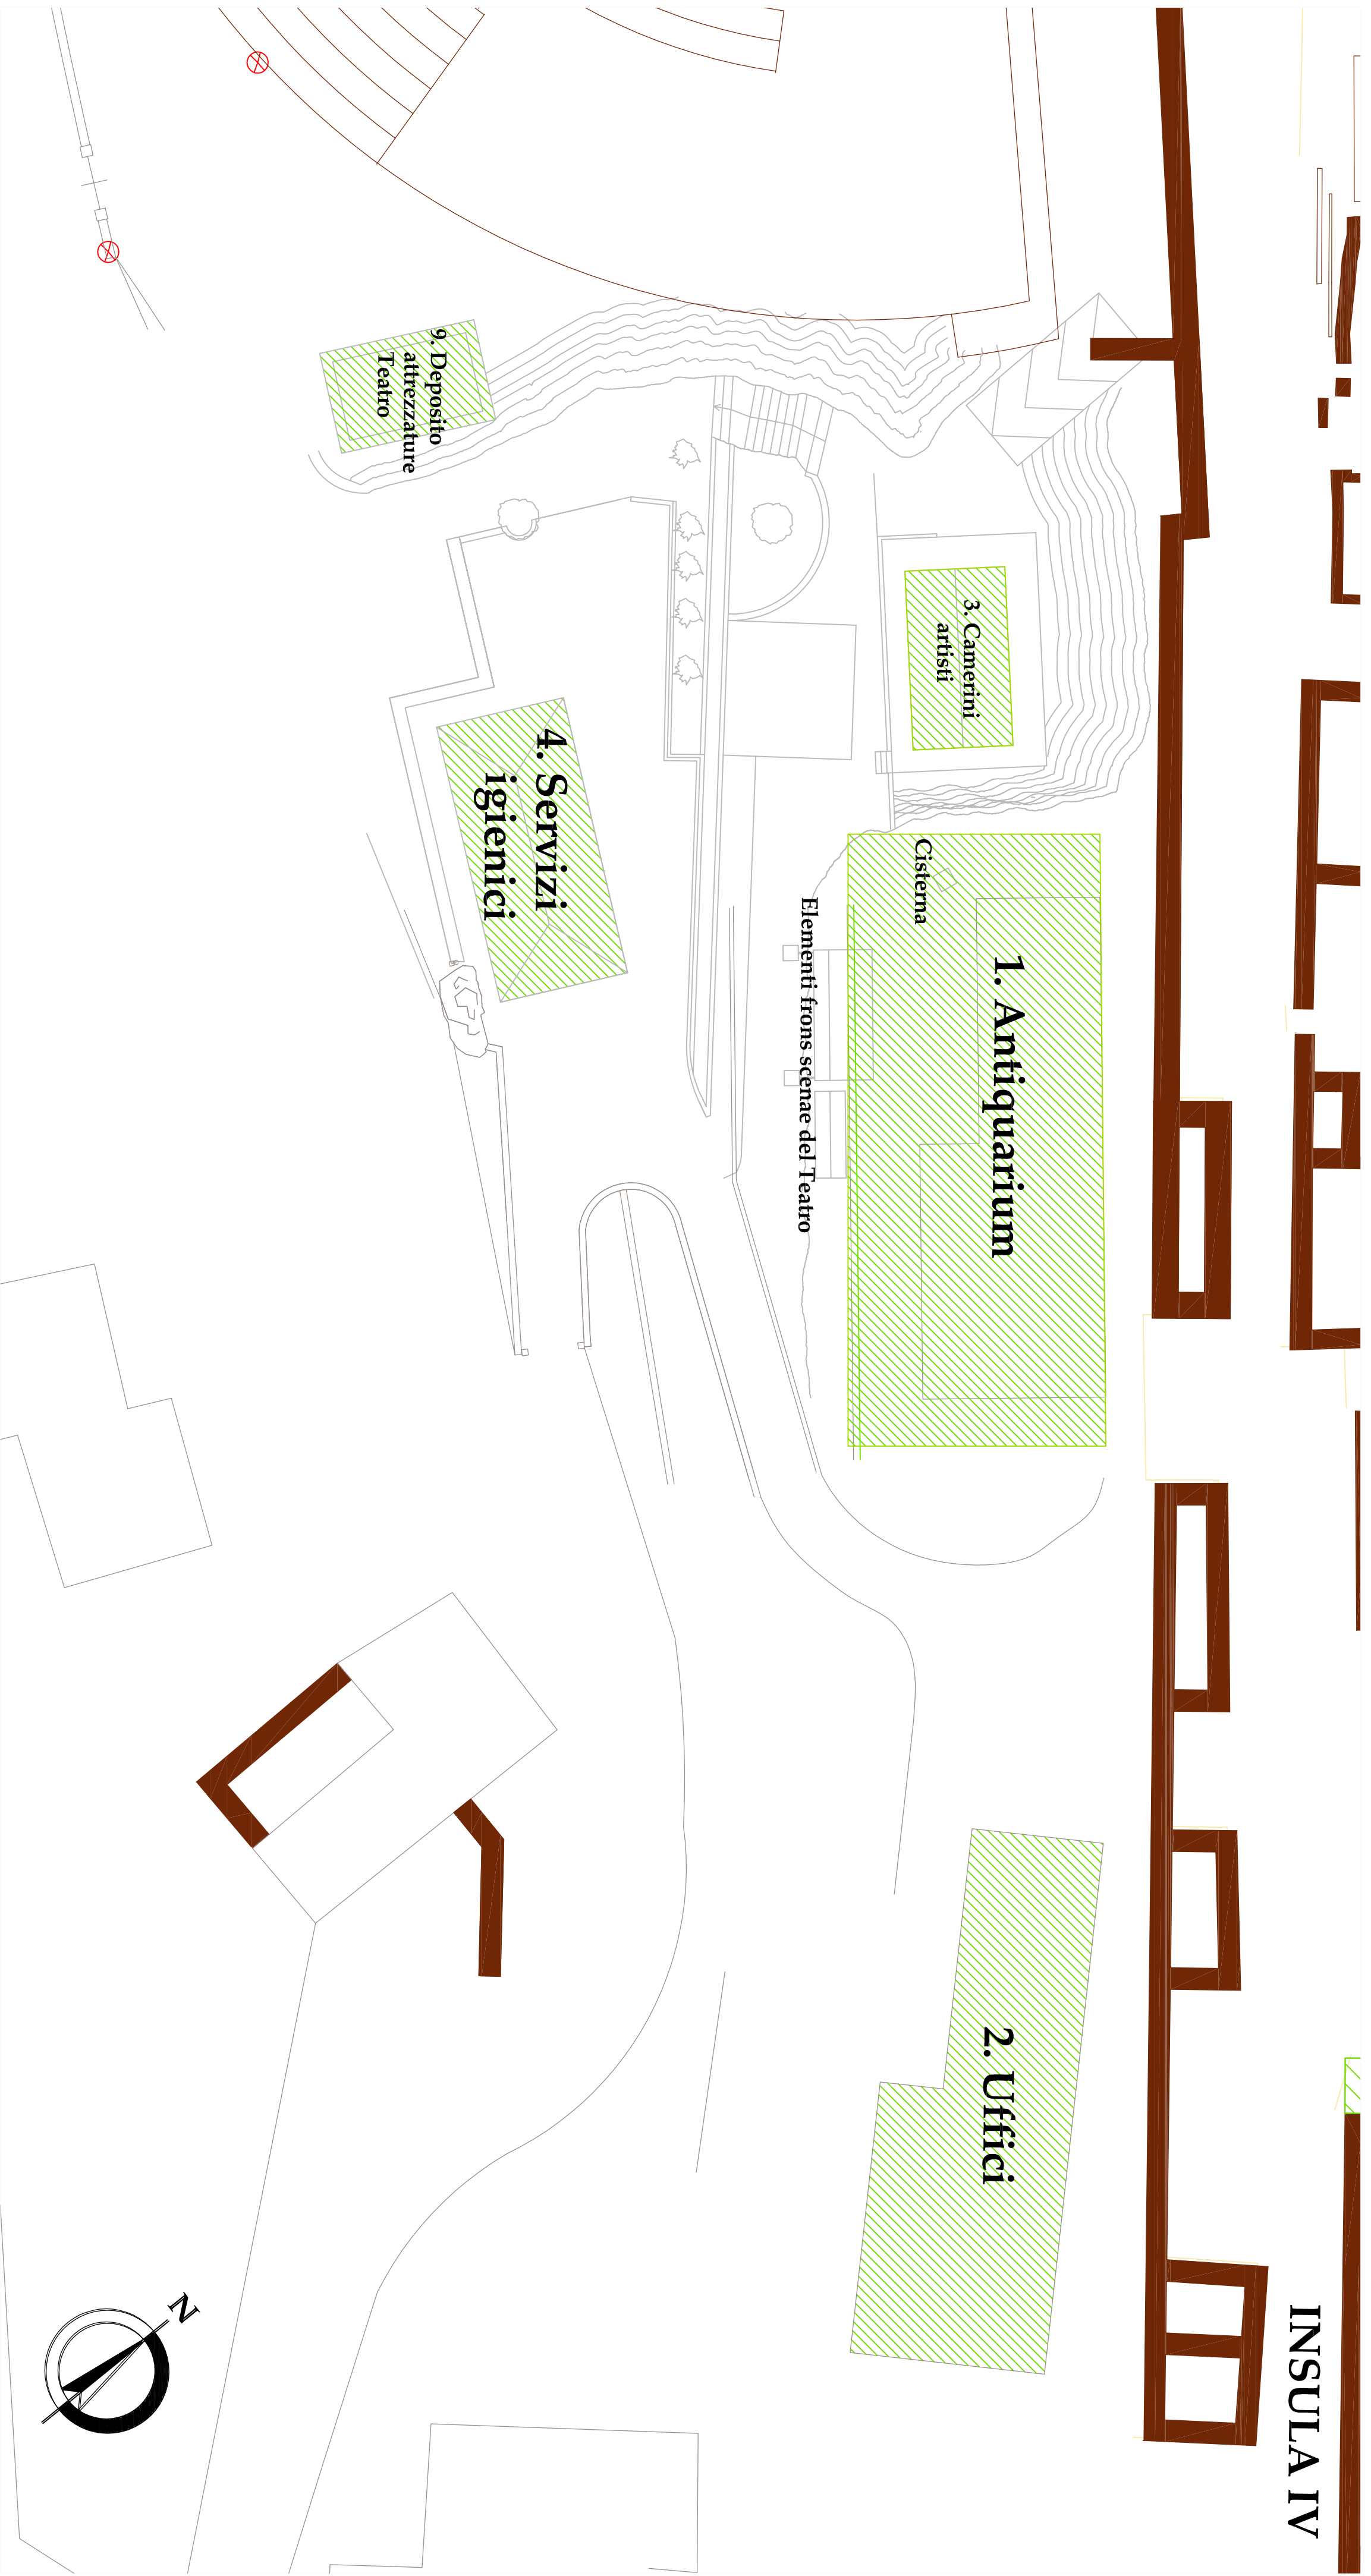 9. Deposito
attrezzature
Teatro
3. Camerini
artisti
4. Servizi
igienici
Cisterna
Elementi frons scenae del Teatro
1. Antiquarium
2. Uffici
INSULA IV
N